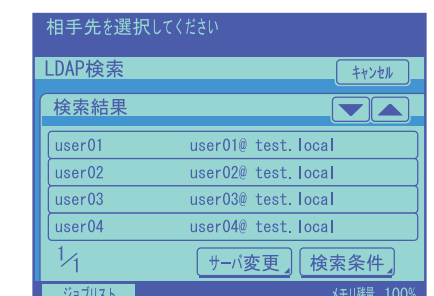 相手先を選択してください
LDAP検索 キャンセル
検索結果
user01 user01@ test.local
user02 user02@ test.local
user03 user03@ test.local
user04 user04@ test.local
1/1 サーバ変更 検索条件
ジョブリスト メモリ残量 100%